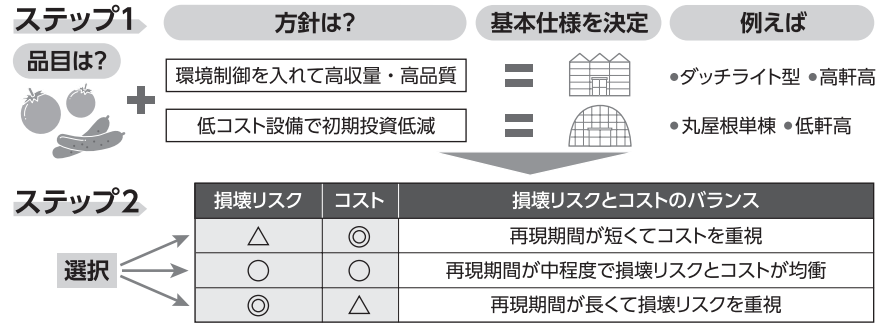 ステップ1
方針は?
基本仕様を決定
例えば
品目は?
+
環境制御を入れて高収量・高品質
=
●ダッチライト型 ●高軒高
低コスト設備で初期投資低減
=
●丸屋根単棟 ●低軒高
ステップ2
損壊リスク コスト 損壊リスクとコストのバランス
選択
△ ◎ 再現期間が短くてコストを重視
○ ○ 再現期間が中程度で損壊リスクとコストが均衡
◎ △ 再現期間が長くて損壊リスクを重視